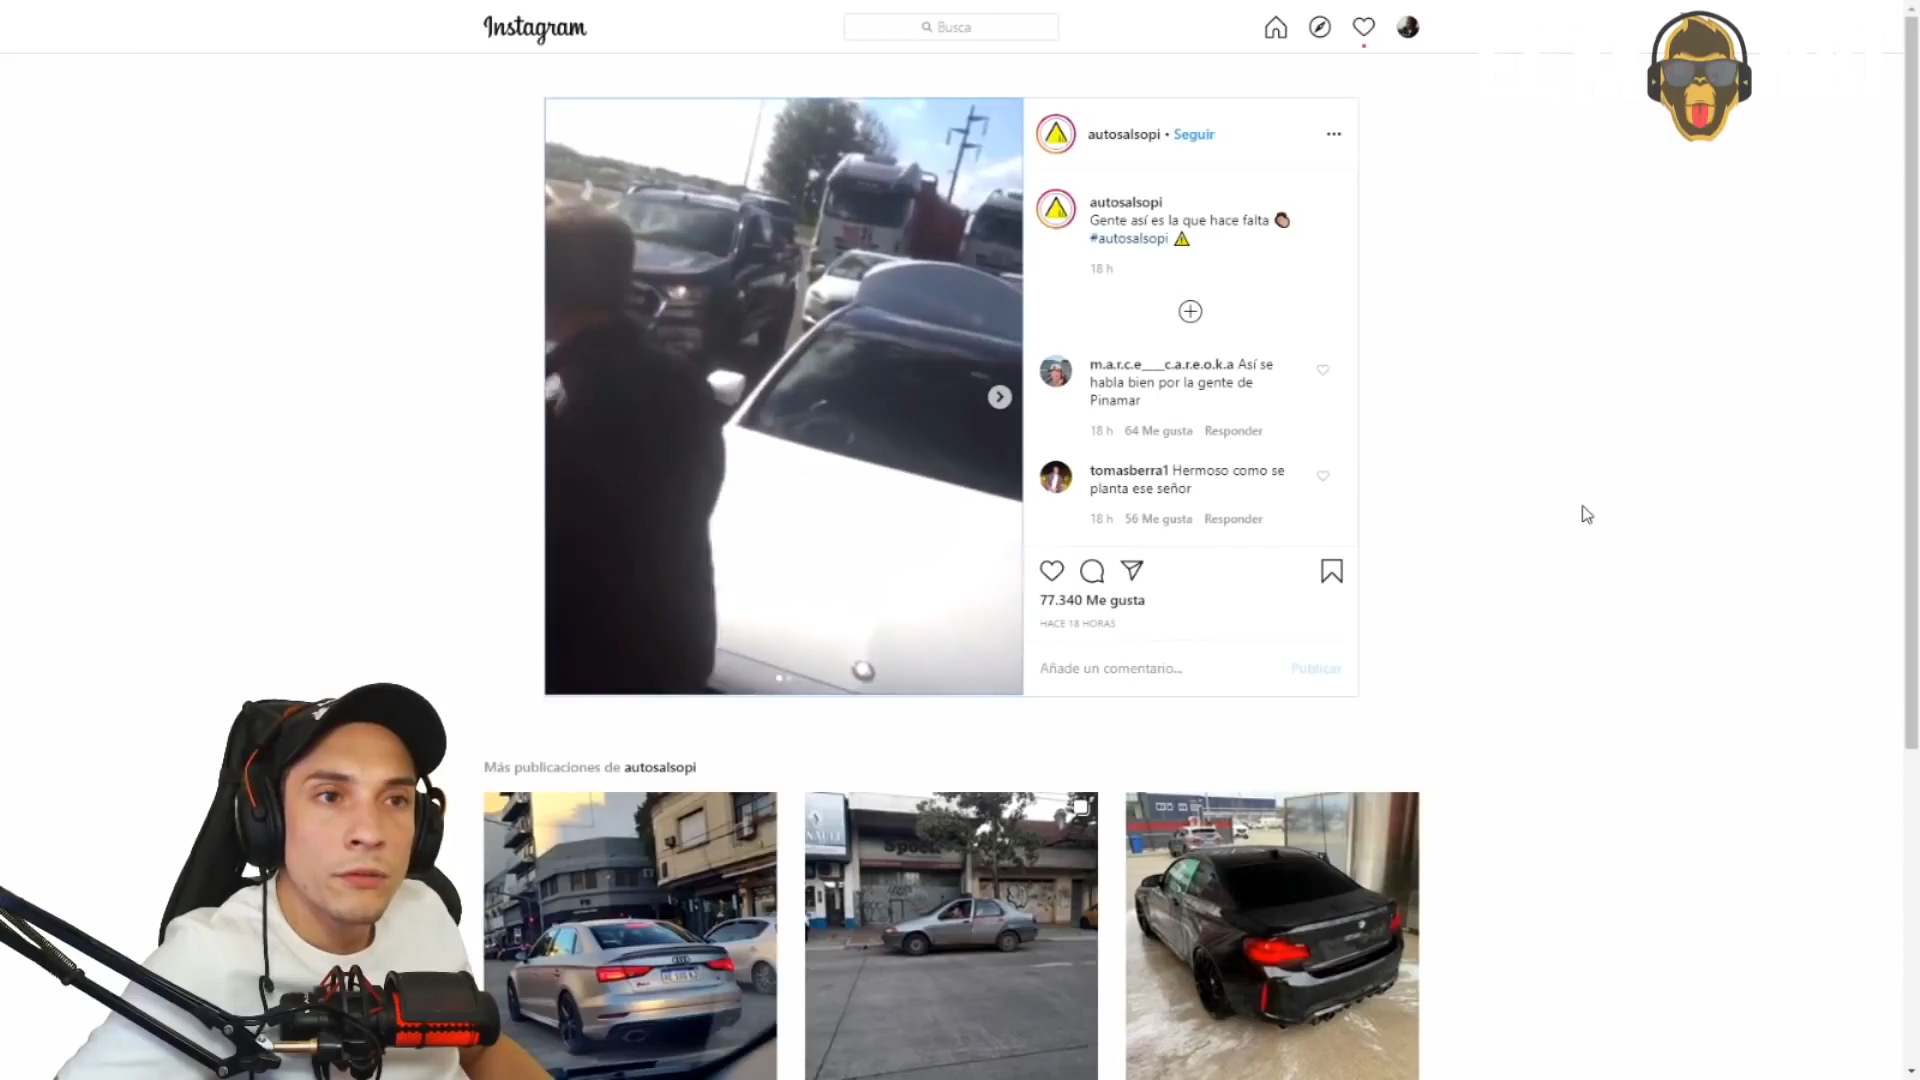 Instagram
Busca
autosalsopi • Seguir
autosalsopi
Gente así es la que hace falta
#autosalsopi
18 h
m.a.r.c.e___c.a.r.e.o.k.a Así se
habla bien por la gente de
Pinamar
18 h 64 Me gusta Responder
tomasberra1 Hermoso como se
planta ese señor
18 h 56 Me gusta Responder
77.340 Me gusta
HACE 18 HORAS
Añade un comentario... Publicar
Más publicaciones de autosalsopi